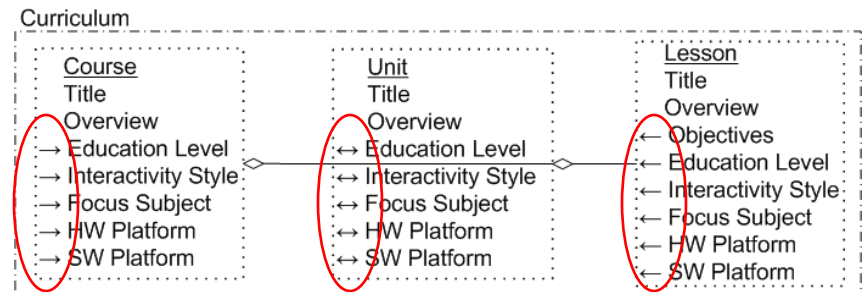 Curriculum
Course
Title
Overview
→ Education Level
→ Interactivity Style
→ Focus Subject
→ HW Platform
→ SW Platform
Unit
Title
Overview
↔ Education Level
↔ Interactivity Style
↔ Focus Subject
↔ HW Platform
↔ SW Platform
Lesson
Title
Overview
← Objectives
← Education Level
← Interactivity Style
← Focus Subject
← HW Platform
← SW Platform